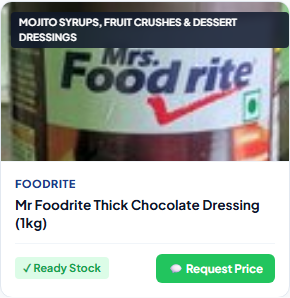 MOJITO SYRUPS, FRUIT CRUSHES & DESSERT
DRESSINGS
Mrs.
Food rite
FOODRITE
Mr Foodrite Thick Chocolate Dressing
(1kg)
✓ Ready Stock
Request Price